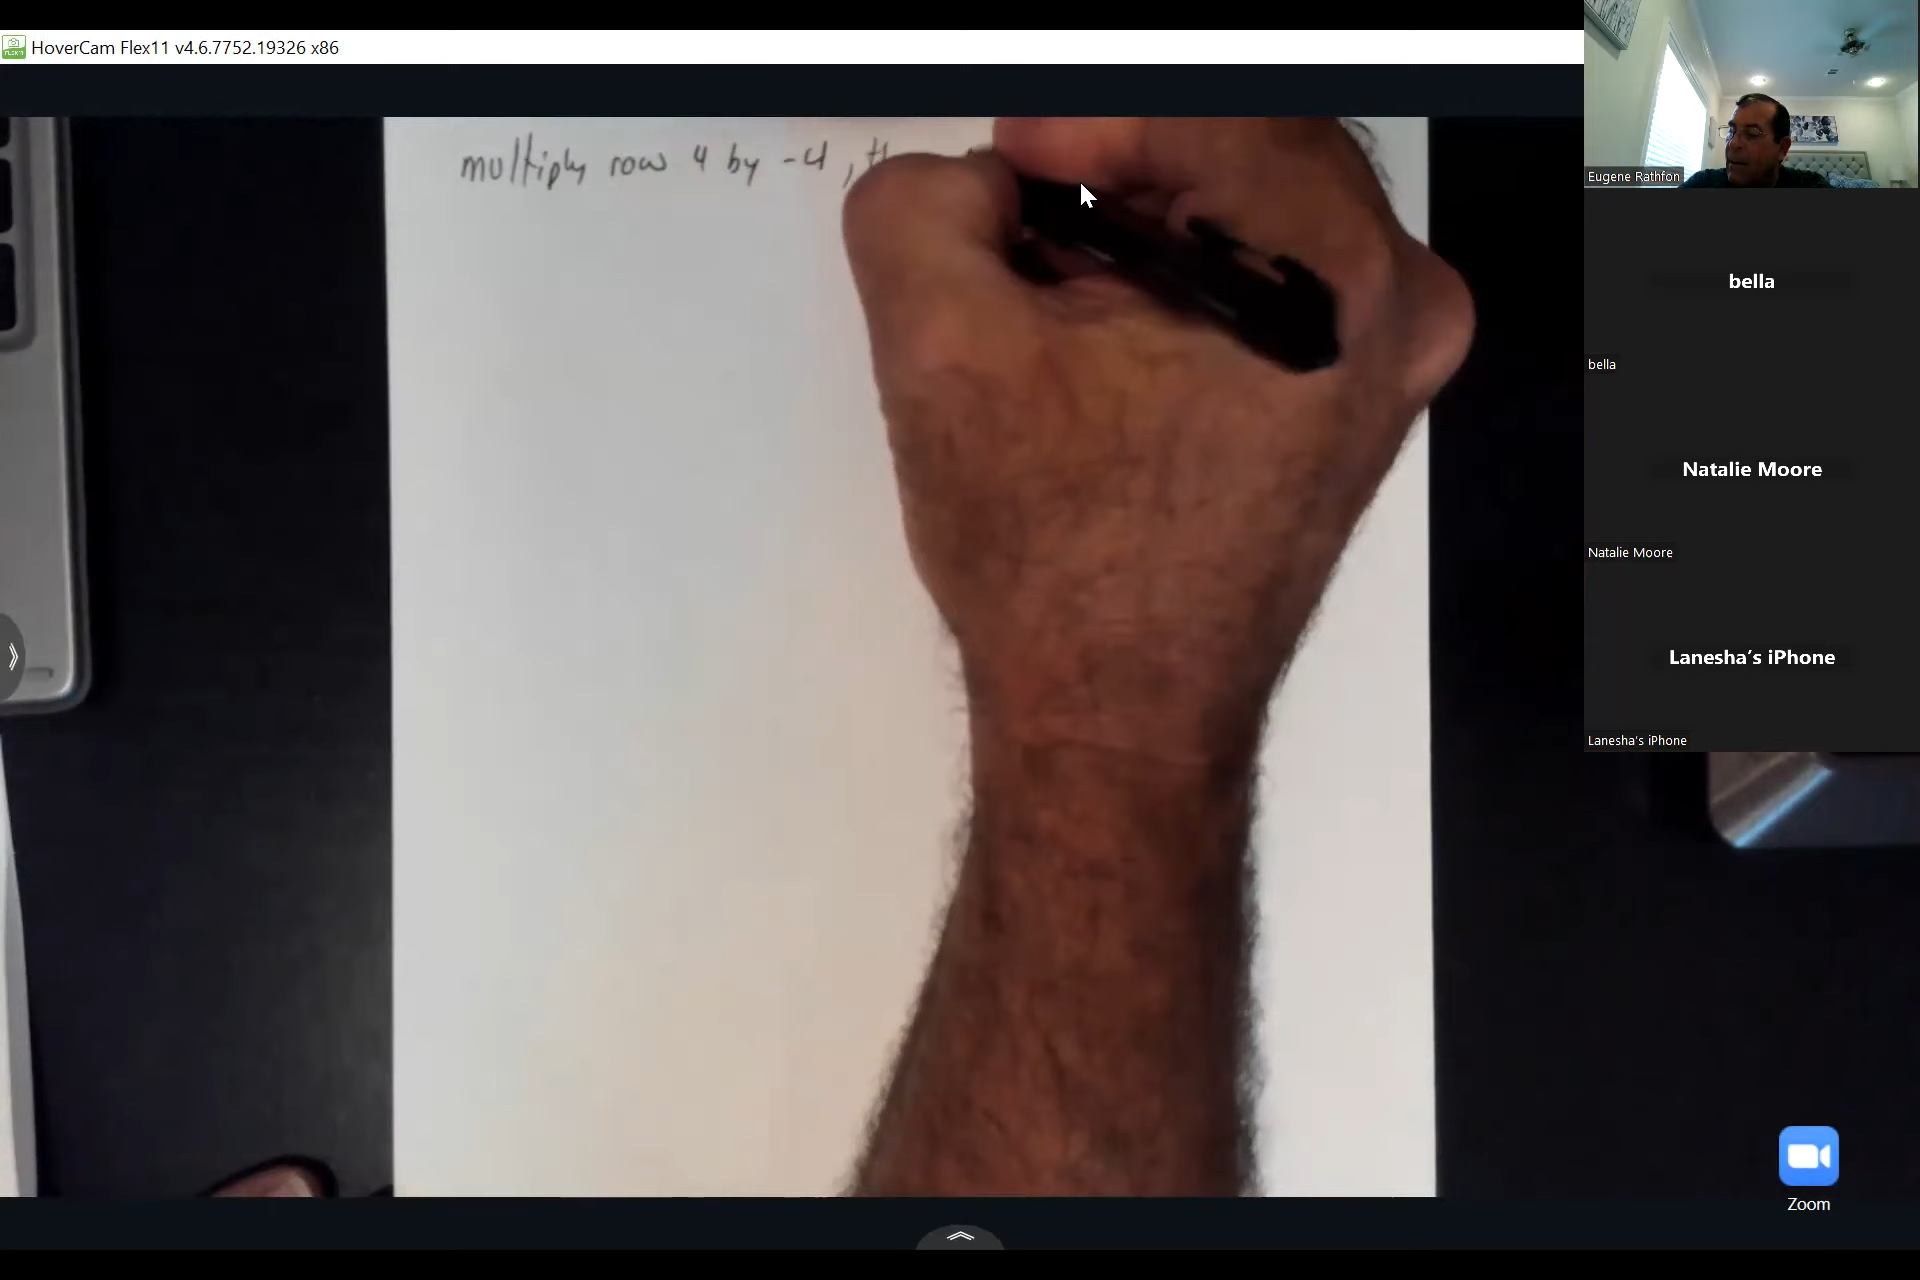 HoverCam Flex11 v4.6.7752.19326 x86
multiply row 4 by -4,
Eugene Rathfon
bella
bella
Natalie Moore
Natalie Moore
Lanesha's iPhone
Lanesha's iPhone
Zoom